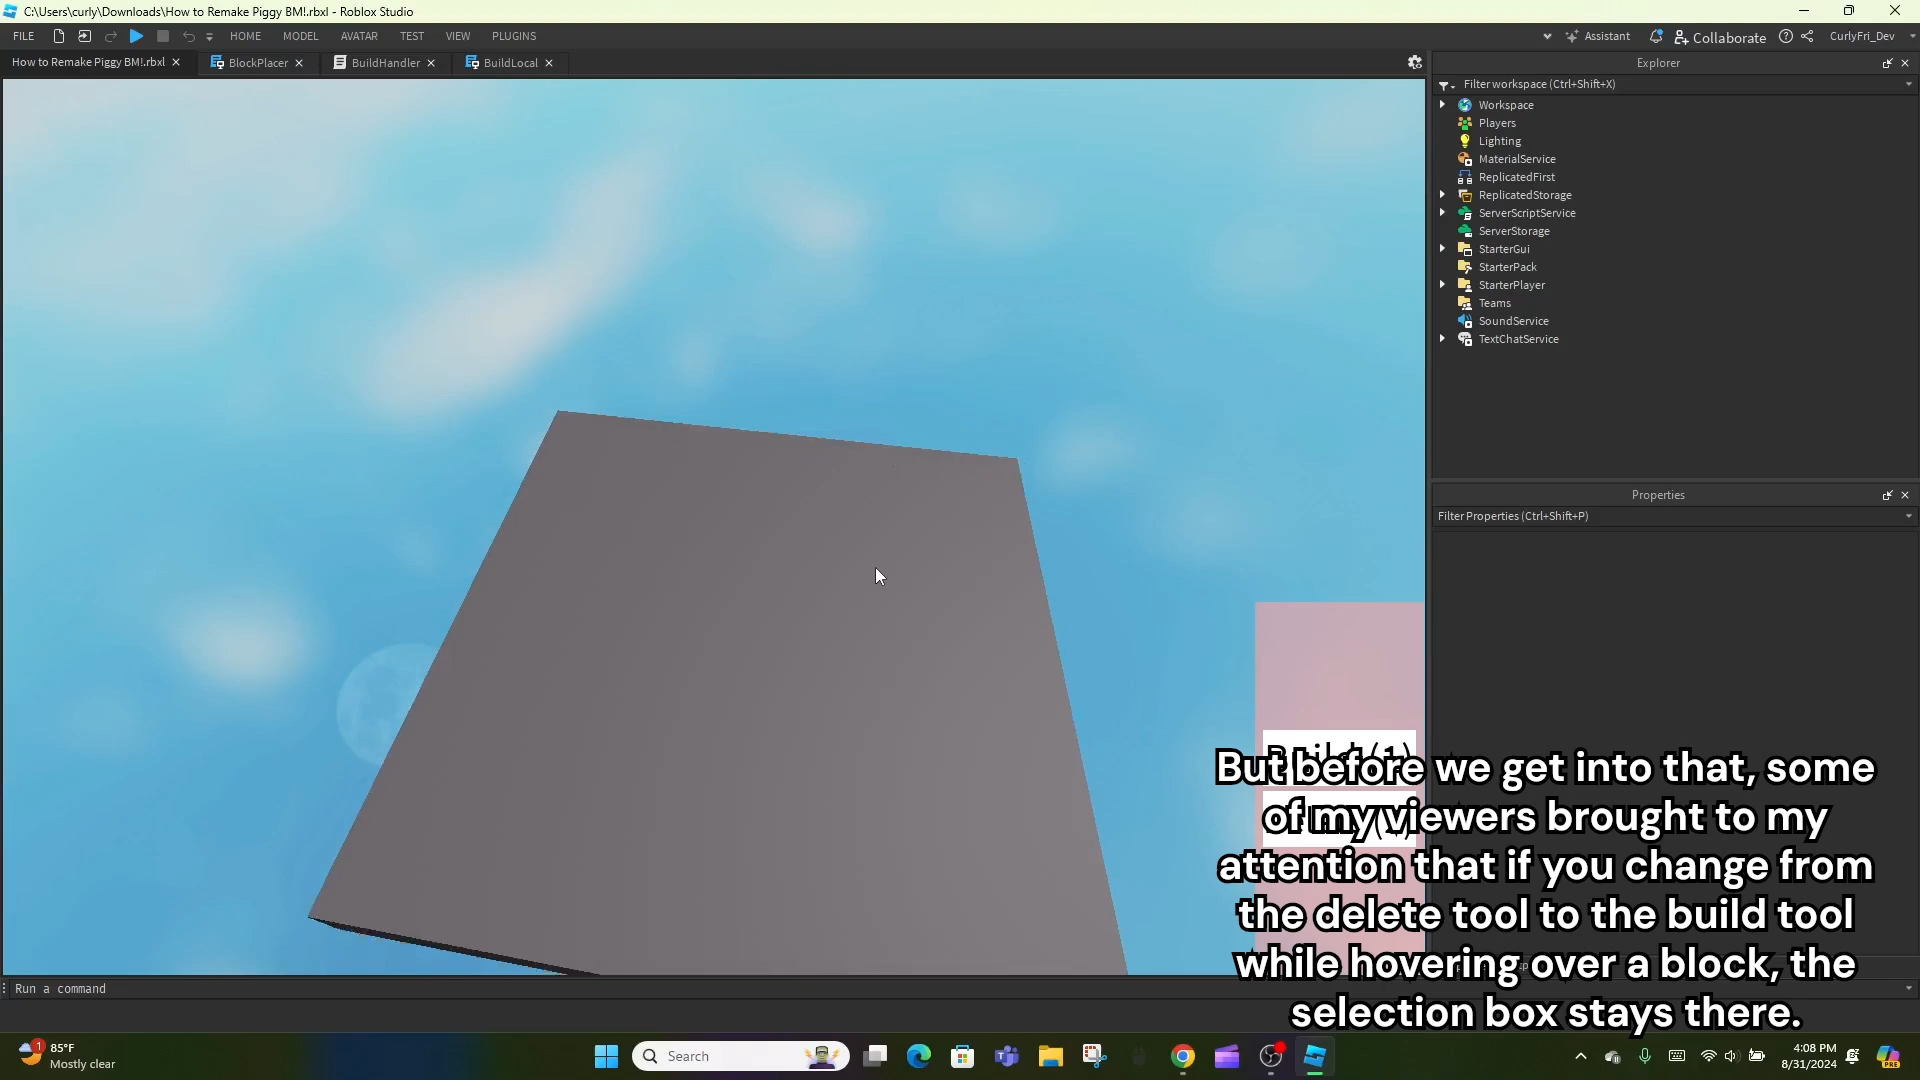 C:\Users\curly\Downloads\How to Remake Piggy BM!.rbxl - Roblox Studio
FILE HOME MODEL AVATAR TEST VIEW PLUGINS Assistant Collaborate CurlyFri_Dev
How to Remake Piggy BM!.rbxl BlockPlacer BuildHandler BuildLocal
Explorer
Filter workspace (Ctrl+Shift+X)
Workspace
Players
Lighting
MaterialService
ReplicatedFirst
ReplicatedStorage
ServerScriptService
ServerStorage
StarterGui
StarterPack
StarterPlayer
Teams
SoundService
TextChatService
Properties
Filter Properties (Ctrl+Shift+P)
But before we get into that, some
of my viewers brought to my
attention that if you change from
the delete tool to the build tool
while hovering over a block, the
selection box stays there.
Run a command
1
85°F
Mostly clear
Search
4:08 PM
8/31/2024
PRE